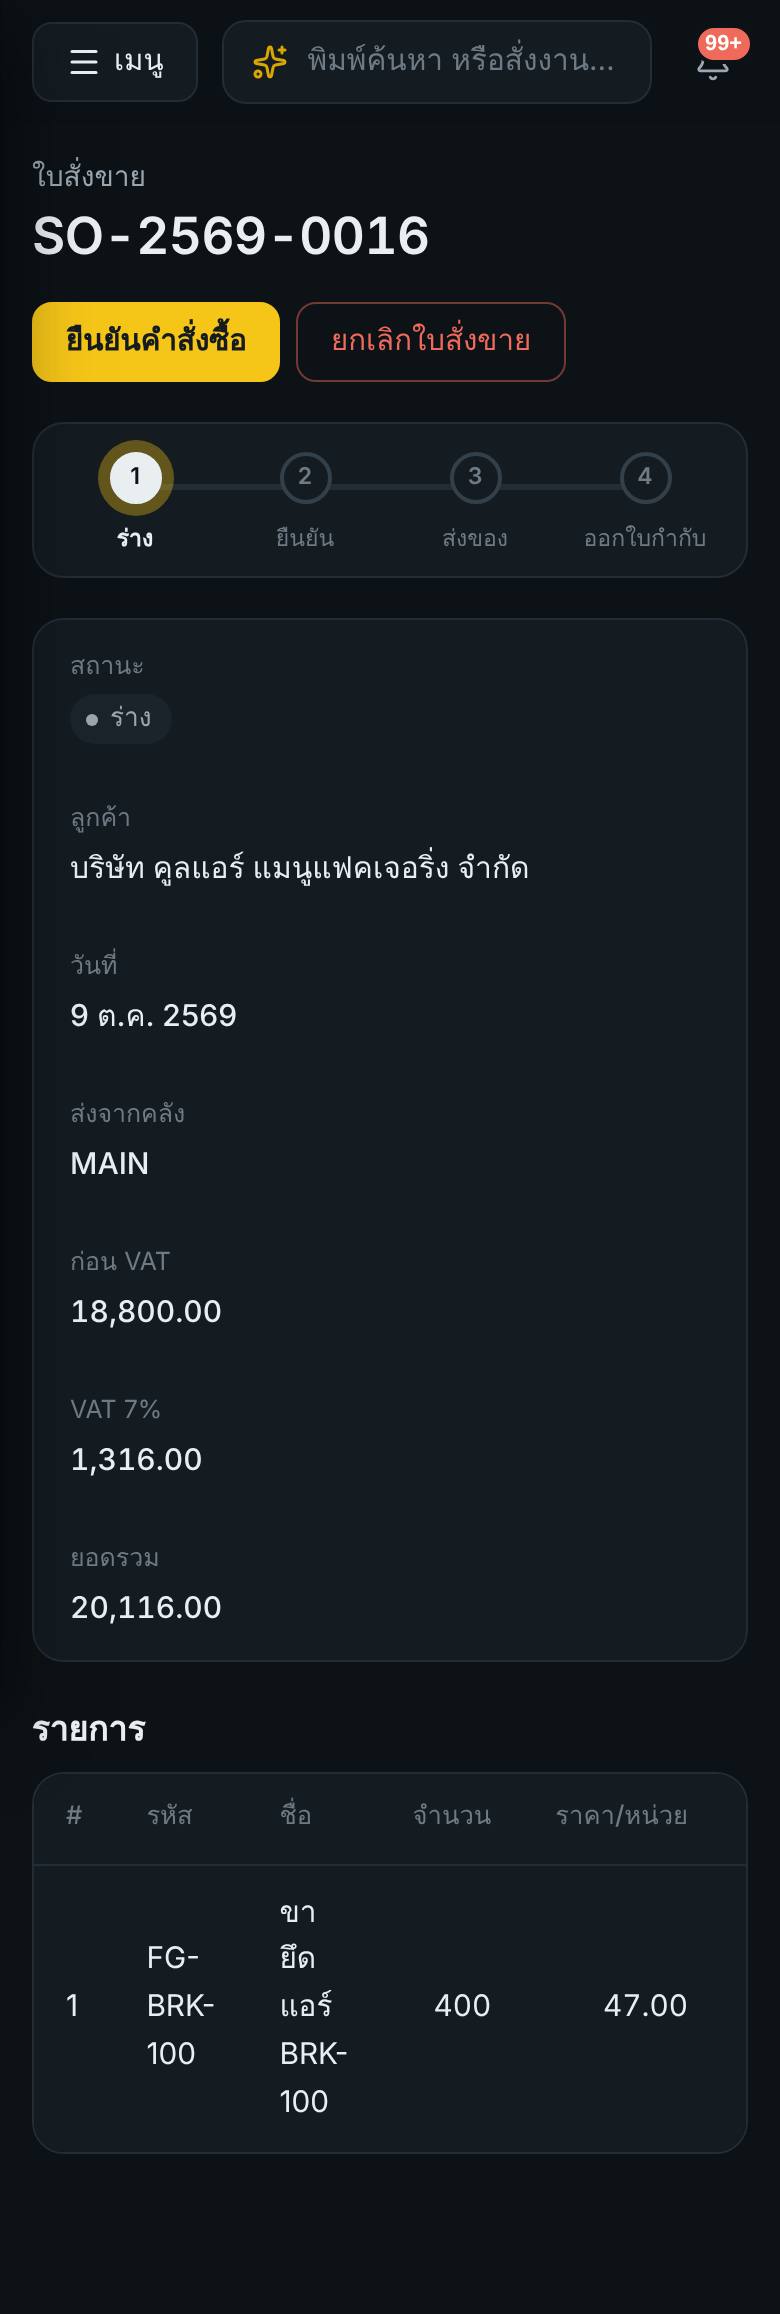 เมนู
พิมพ์ค้นหา หรือสั่งงาน...
99+
ใบสั่งขาย
SO-2569-0016
ยืนยันคำสั่งซื้อ
ยกเลิกใบสั่งขาย
1 2 3 4
ร่าง ยืนยัน ส่งของ ออกใบกำกับ
สถานะ
ร่าง
ลูกค้า
บริษัท คูลแอร์ แมนูแฟคเจอริ่ง จำกัด
วันที่
9 ต.ค. 2569
ส่งจากคลัง
MAIN
ก่อน VAT
18,800.00
VAT 7%
1,316.00
ยอดรวม
20,116.00
รายการ
# รหัส ชื่อ จำนวน ราคา/หน่วย
1
FG-
BRK-
100
ขา
ยึด
แอร์
BRK-
100
400
47.00